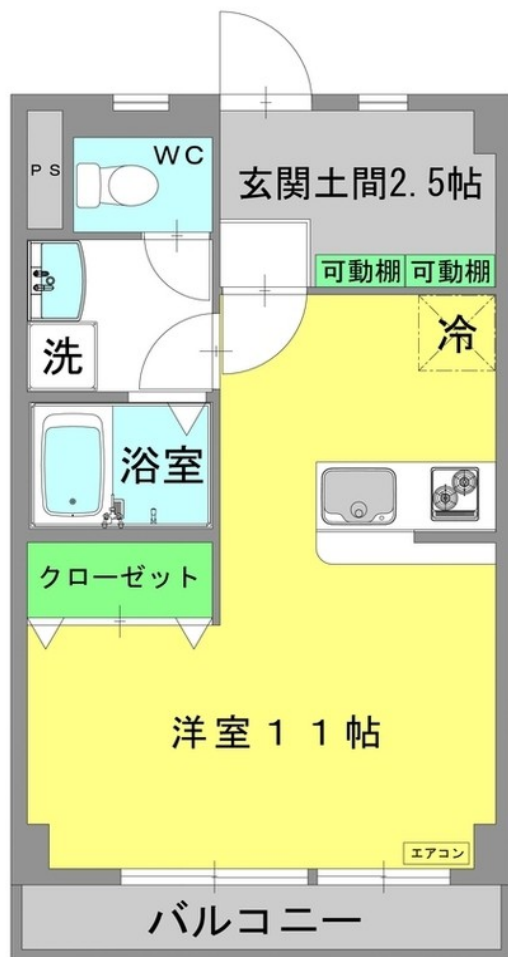 WC
PS
玄関土間2.5帖
可動棚 可動棚
冷
洗
浴室
クローゼット
洋室11帖
エアコン
バルコニー